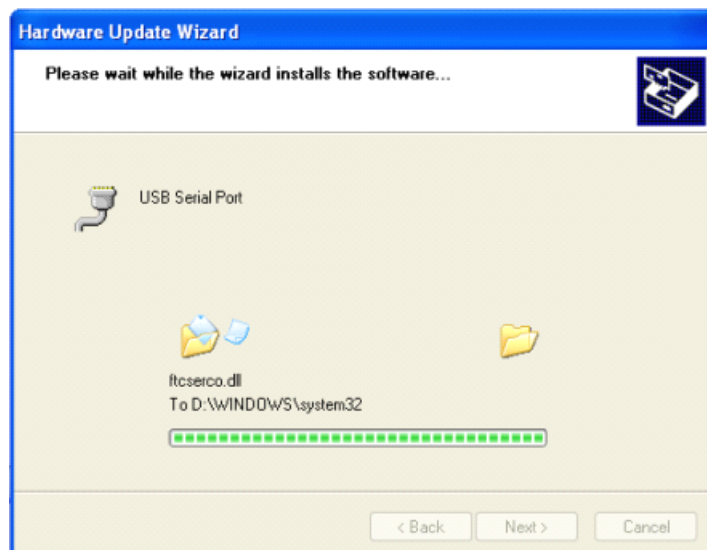 Hardware Update Wizard
Please wait while the wizard installs the software...
USB Serial Port
ftcserco.dll
To D:\WINDOWS\system32
< Back
Next >
Cancel